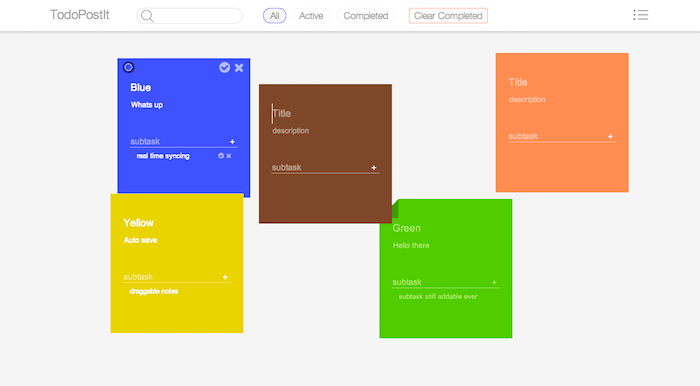 TodoPostIt
All
Active
Completed
Clear Completed
Blue
Whats up
subtask
+
real time syncing
Title
description
subtask
+
Title
description
subtask
+
Yellow
Auto save
subtask
+
draggable notes
Green
Hello there
subtask
+
subtask still addable ever